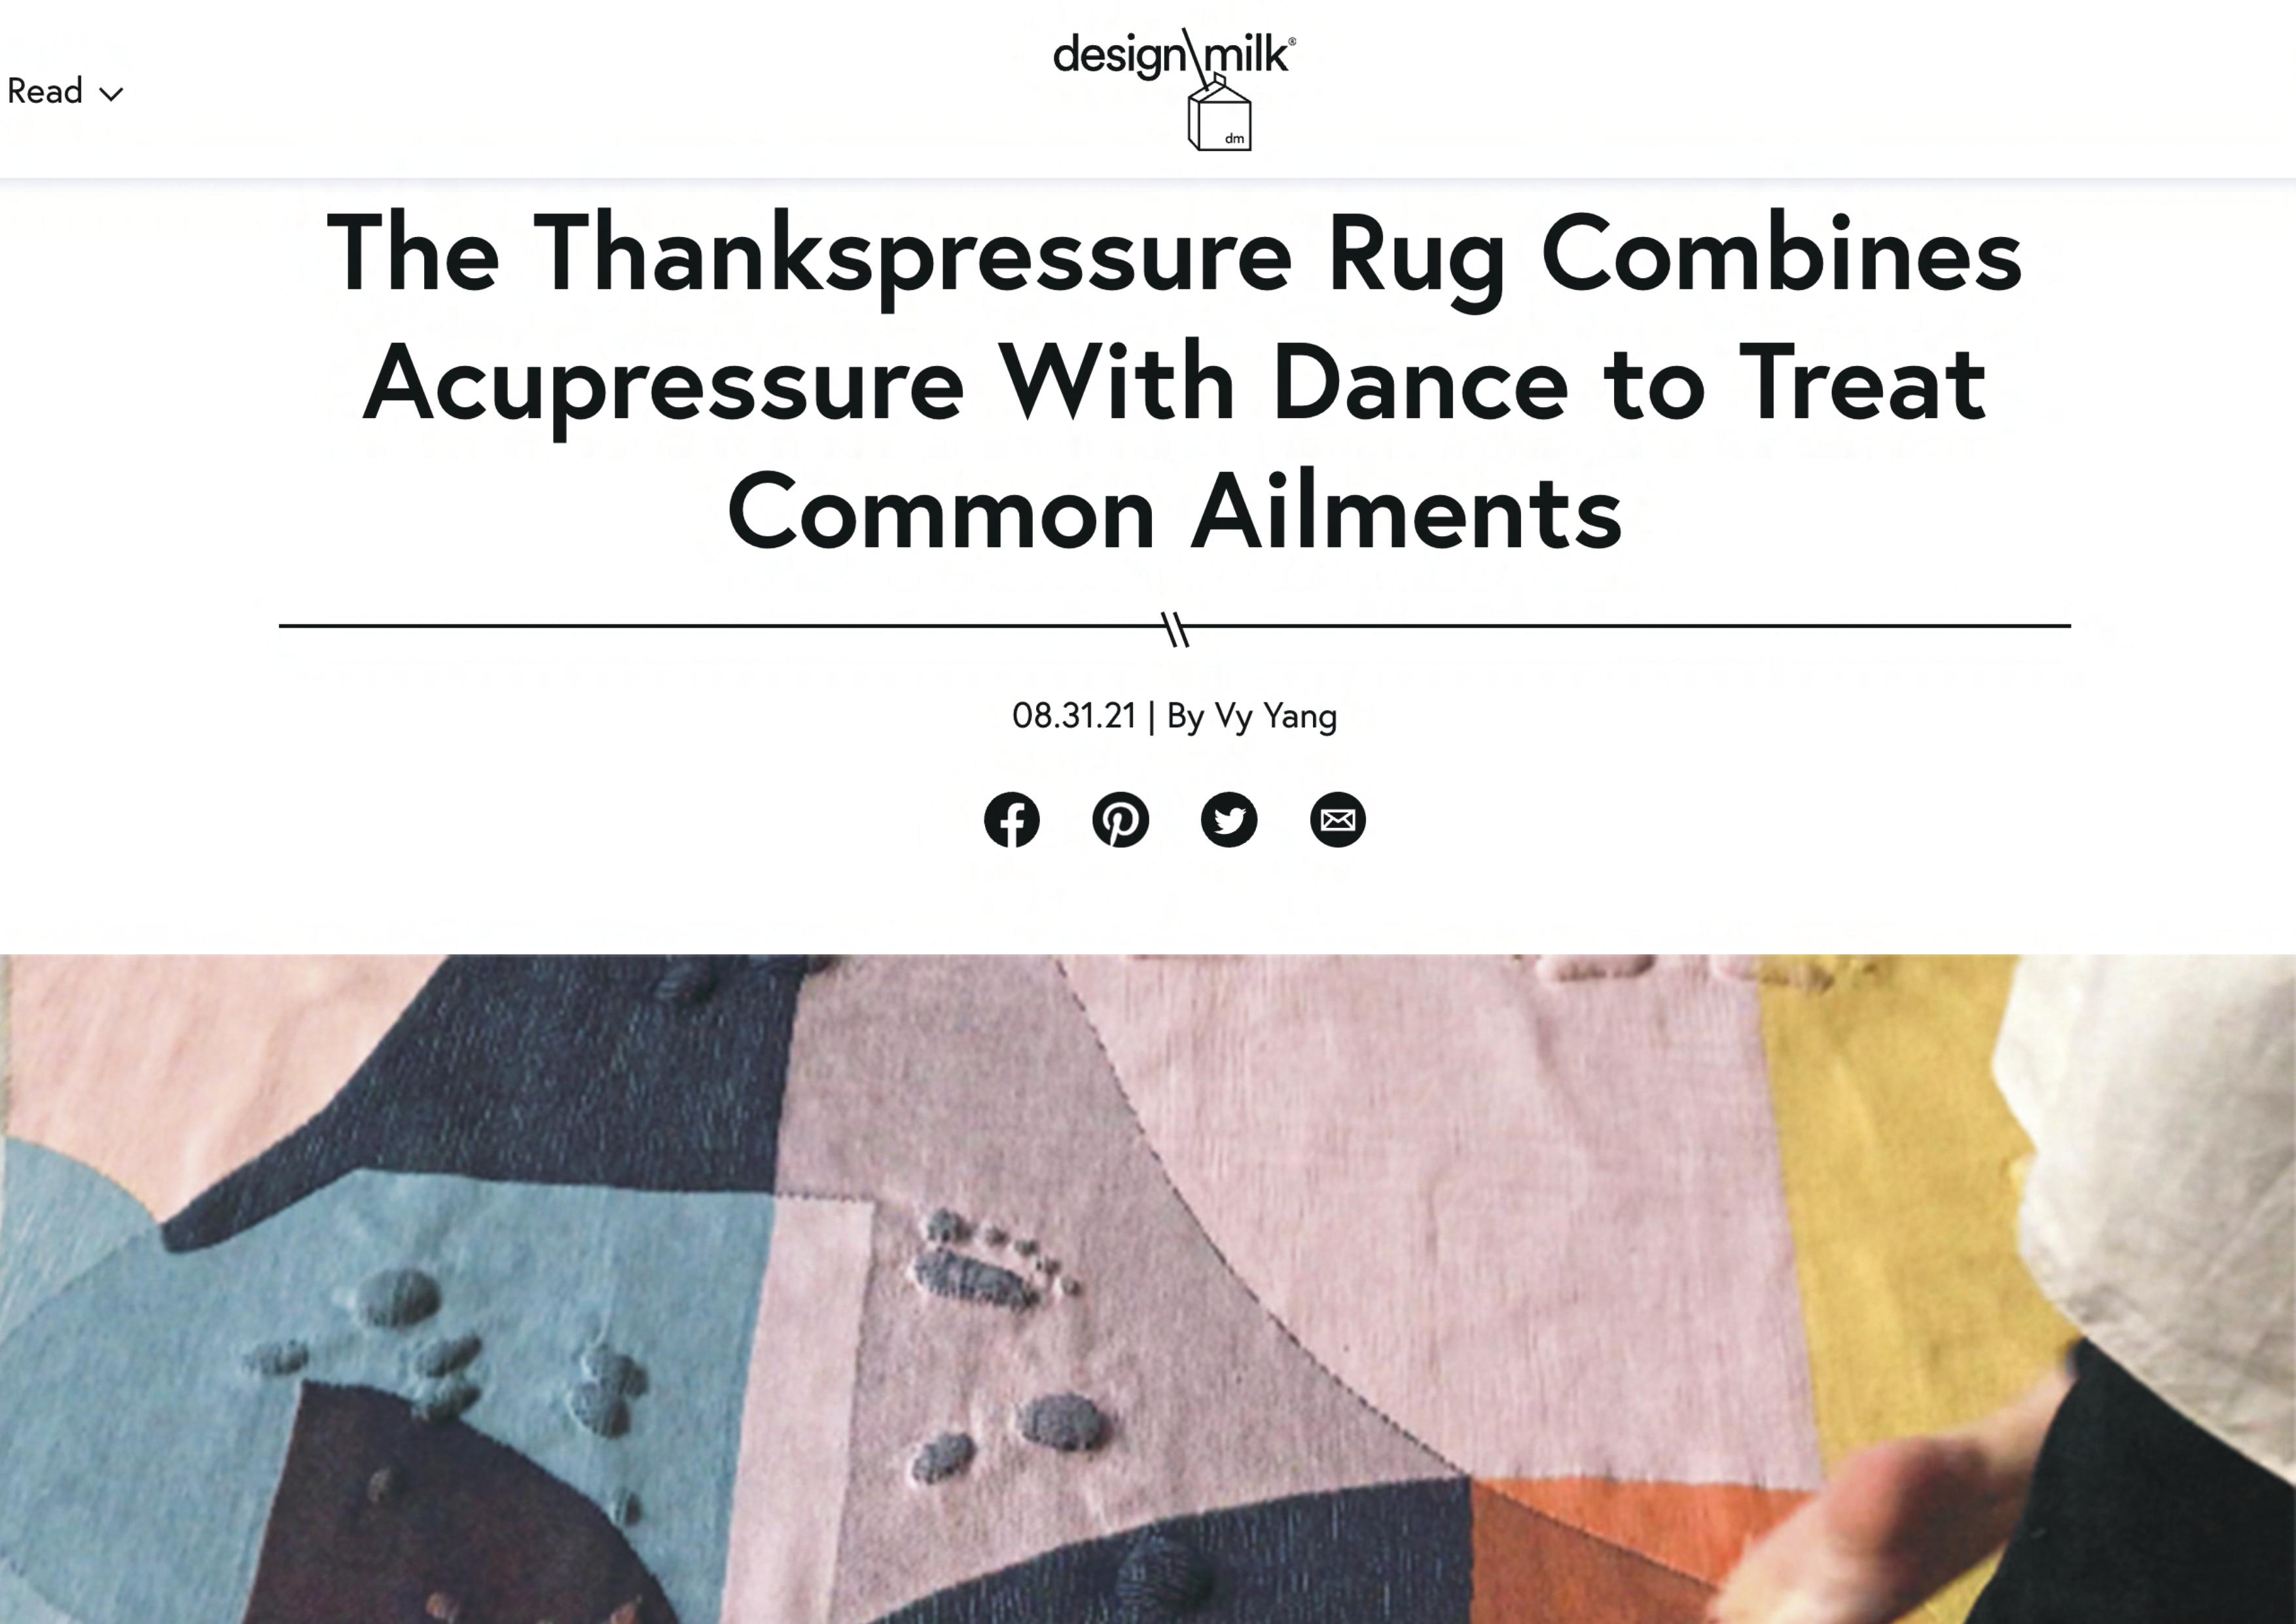 Read
design\milk®
dm
The Thankspressure Rug Combines
Acupressure With Dance to Treat
Common Ailments
08.31.21 | By Vy Yang